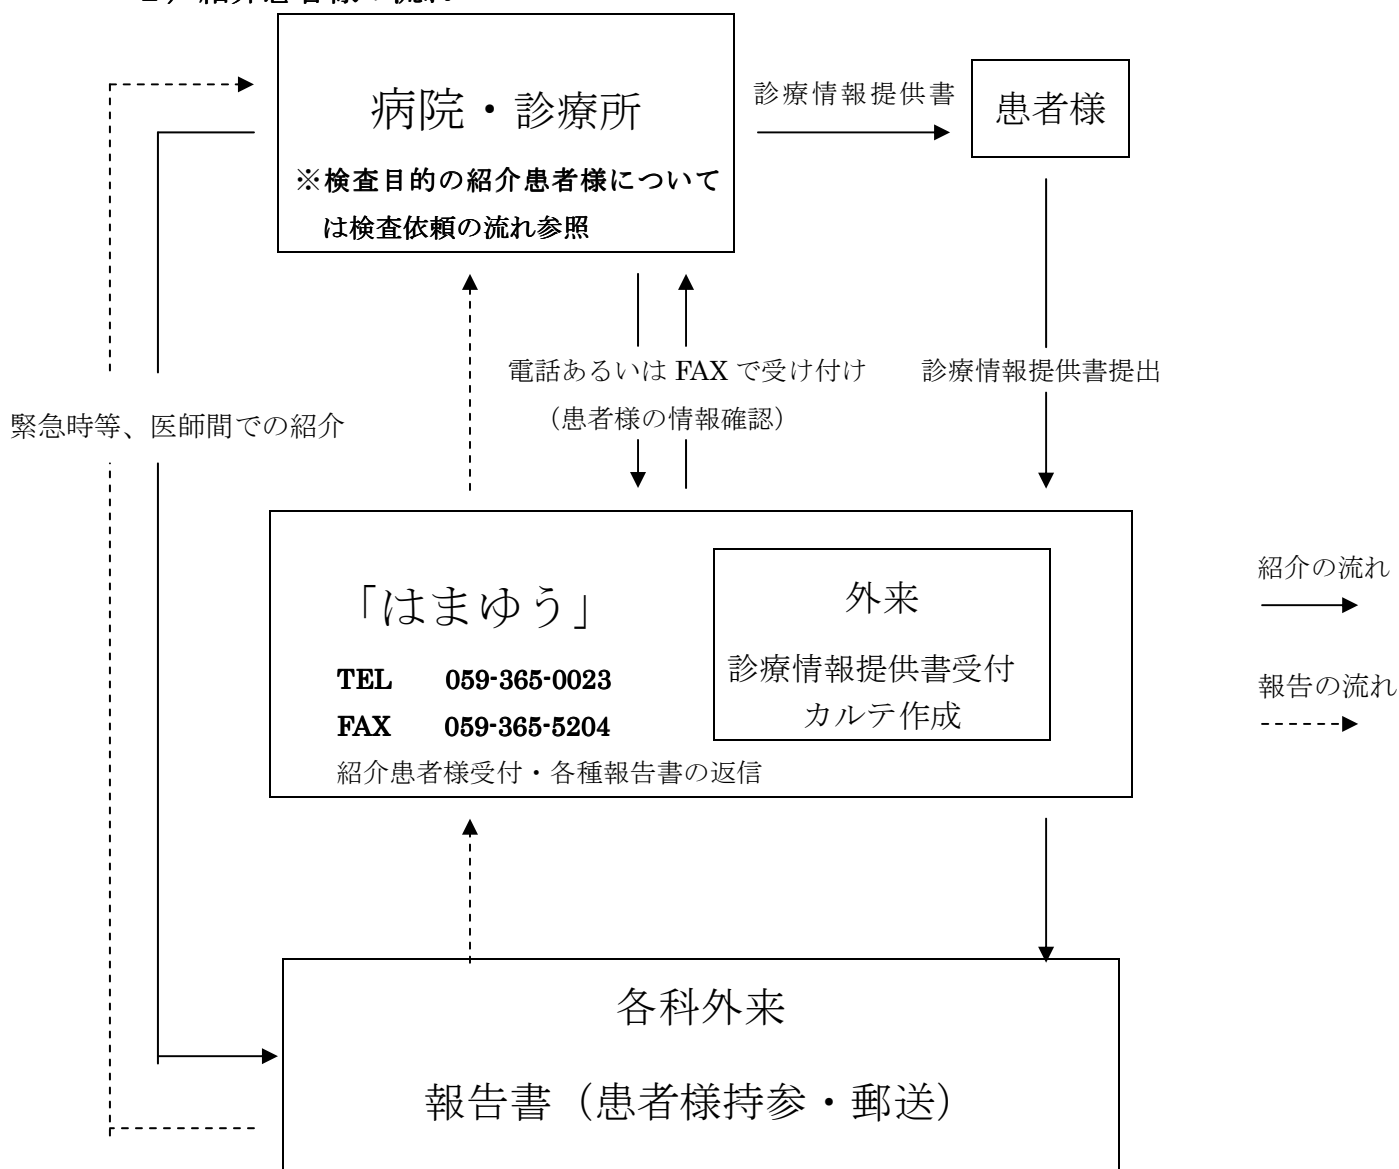 病院・診療所
※検査目的の紹介患者様について
は検査依頼の流れ参照
診療情報提供書
患者様
電話あるいは FAX で受け付け
（患者様の情報確認）
診療情報提供書提出
緊急時等、医師間での紹介
「はまゆう」
TEL 059-365-0023
FAX 059-365-5204
紹介患者様受付・各種報告書の返信
外来
診療情報提供書受付
カルテ作成
紹介の流れ
報告の流れ
各科外来
報告書（患者様持参・郵送）